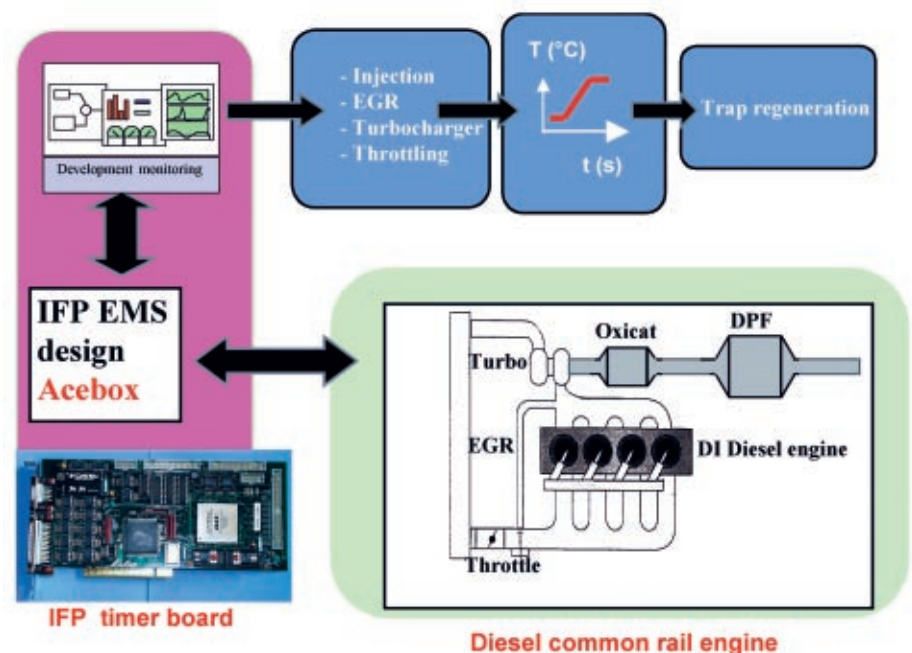 Development monitoring
- Injection
- EGR
- Turbocharger
- Throttling
T (°C)
t (s)
Trap regeneration
IFP EMS
design
Acebox
IFP timer board
Turbo
Oxicat
DPF
EGR
DI Diesel engine
Throttle
Diesel common rail engine